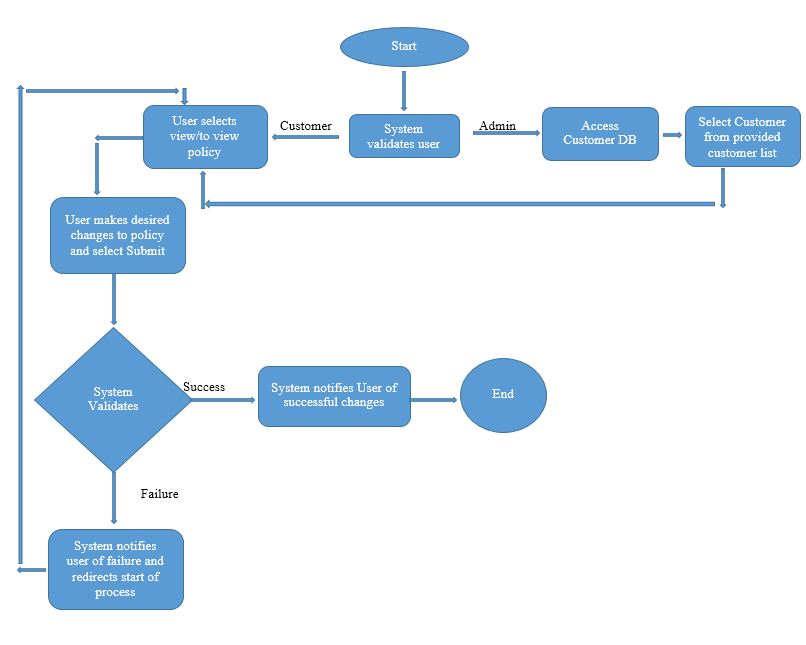 Start
User selects
view/to view
policy
Customer
System
validates user
Admin
Access
Customer DB
Select Customer
from provided
customer list
User makes desired
changes to policy
and select Submit
System
Validates
Success
System notifies User of
successful changes
End
Failure
System notifies
user of failure and
redirects start of
process